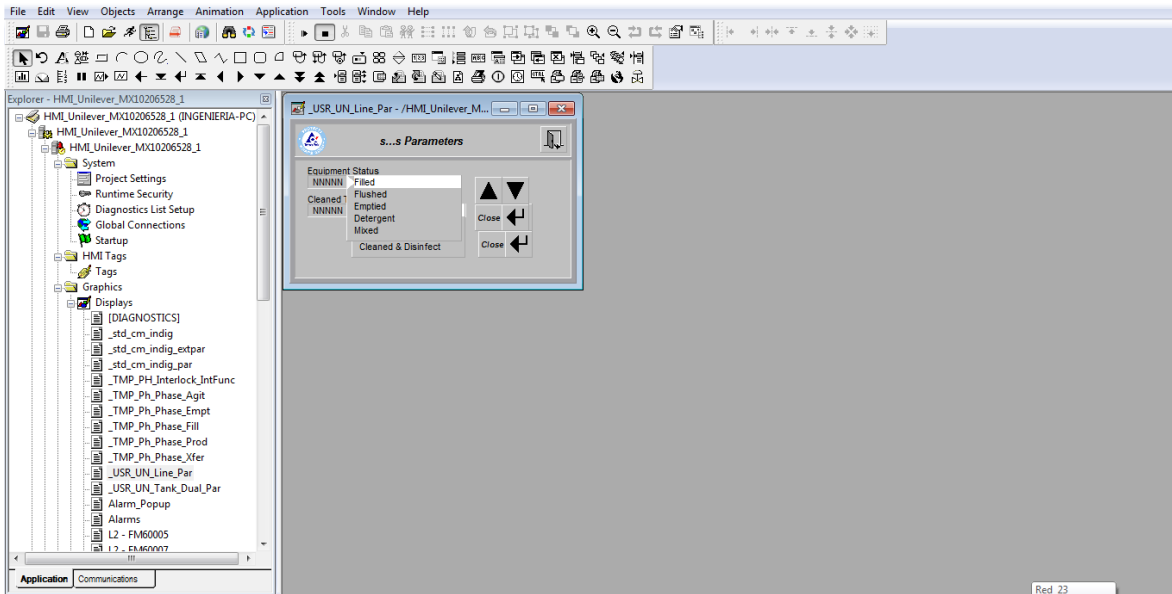 File Edit View Objects Arrange Animation Application Tools Window Help
Explorer - HMI_Unilever_MX10206528_1
HMI_Unilever_MX10206528_1 (INGENIERIA-PC)
HMI_Unilever_MX10206528_1
HMI_Unilever_MX10206528_1
System
Project Settings
Runtime Security
Diagnostics List Setup
Global Connections
Startup
HMI Tags
Tags
Graphics
Displays
[DIAGNOSTICS]
_std_cm_indig
_std_cm_indig_extpar
_std_cm_indig_par
_TMP_PH_Interlock_IntFunc
_TMP_Ph_Phase_Agit
_TMP_Ph_Phase_Empt
_TMP_Ph_Phase_Fill
_TMP_Ph_Phase_Prod
_TMP_Ph_Phase_Xfer
_USR_UN_Line_Par
_USR_UN_Tank_Dual_Par
Alarm_Popup
Alarms
L2 - FM60005
L2 - FM60007
Application Communications
_USR_UN_Line_Par - /HMI_Unilever_M...
s...s Parameters
Equipment Status
NNNNN Filled
Flushed
Cleaned T
Emptied
NNNNN
Detergent
Mixed
Cleaned & Disinfect
Close
Close
Red 23